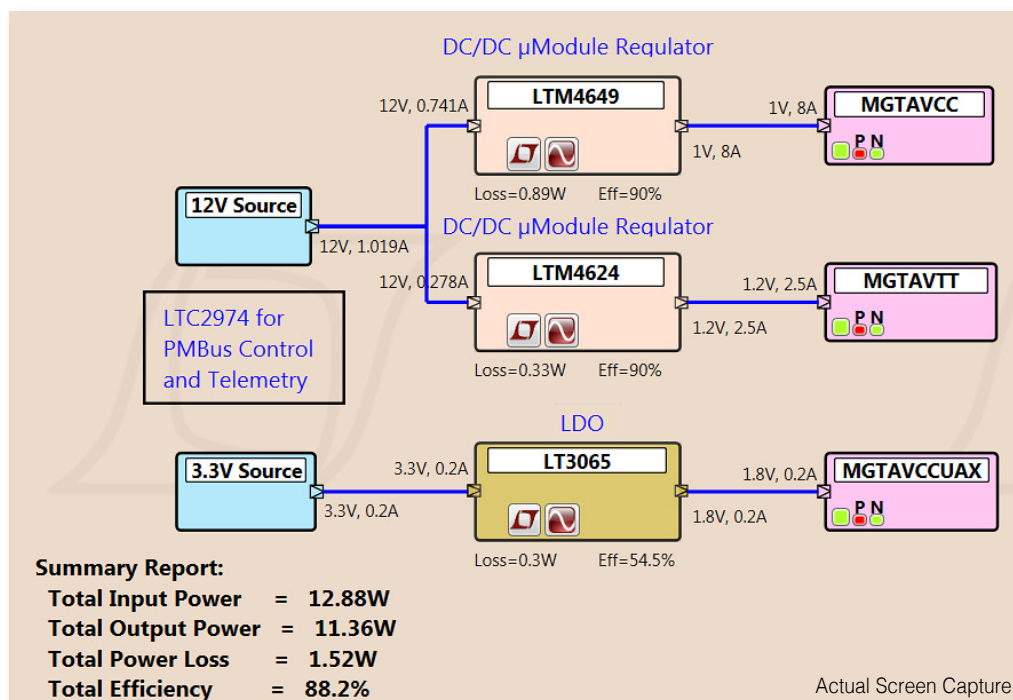 DC/DC µModule Regulator
LTM4649
12V, 0.741A
1V, 8A
MGTAVCC
P N
1V, 8A
Loss=0.89W Eff=90%
12V Source
12V, 1.019A
DC/DC µModule Regulator
LTM4624
12V, 0.278A
1.2V, 2.5A
MGTAVTT
P N
1.2V, 2.5A
Loss=0.33W Eff=90%
LTC2974 for
PMBus Control
and Telemetry
LDO
3.3V Source
3.3V, 0.2A
3.3V, 0.2A
LT3065
1.8V, 0.2A
MGTAVCCUAX
P N
1.8V, 0.2A
Loss=0.3W Eff=54.5%
Summary Report:
Total Input Power = 12.88W
Total Output Power = 11.36W
Total Power Loss = 1.52W
Total Efficiency = 88.2%
Actual Screen Capture